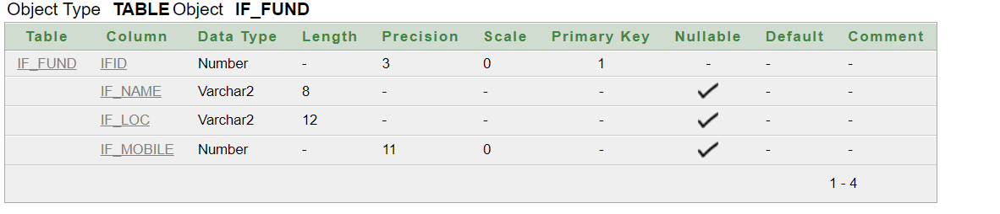 Object Type TABLE Object IF_FUND
Table Column Data Type Length Precision Scale Primary Key Nullable Default Comment
IF_FUND IFID Number - 3 0 1 - - -
IF_NAME Varchar2 8 - - - ✓ - -
IF_LOC Varchar2 12 - - - ✓ - -
IF_MOBILE Number - 11 0 - ✓ - -
1 - 4